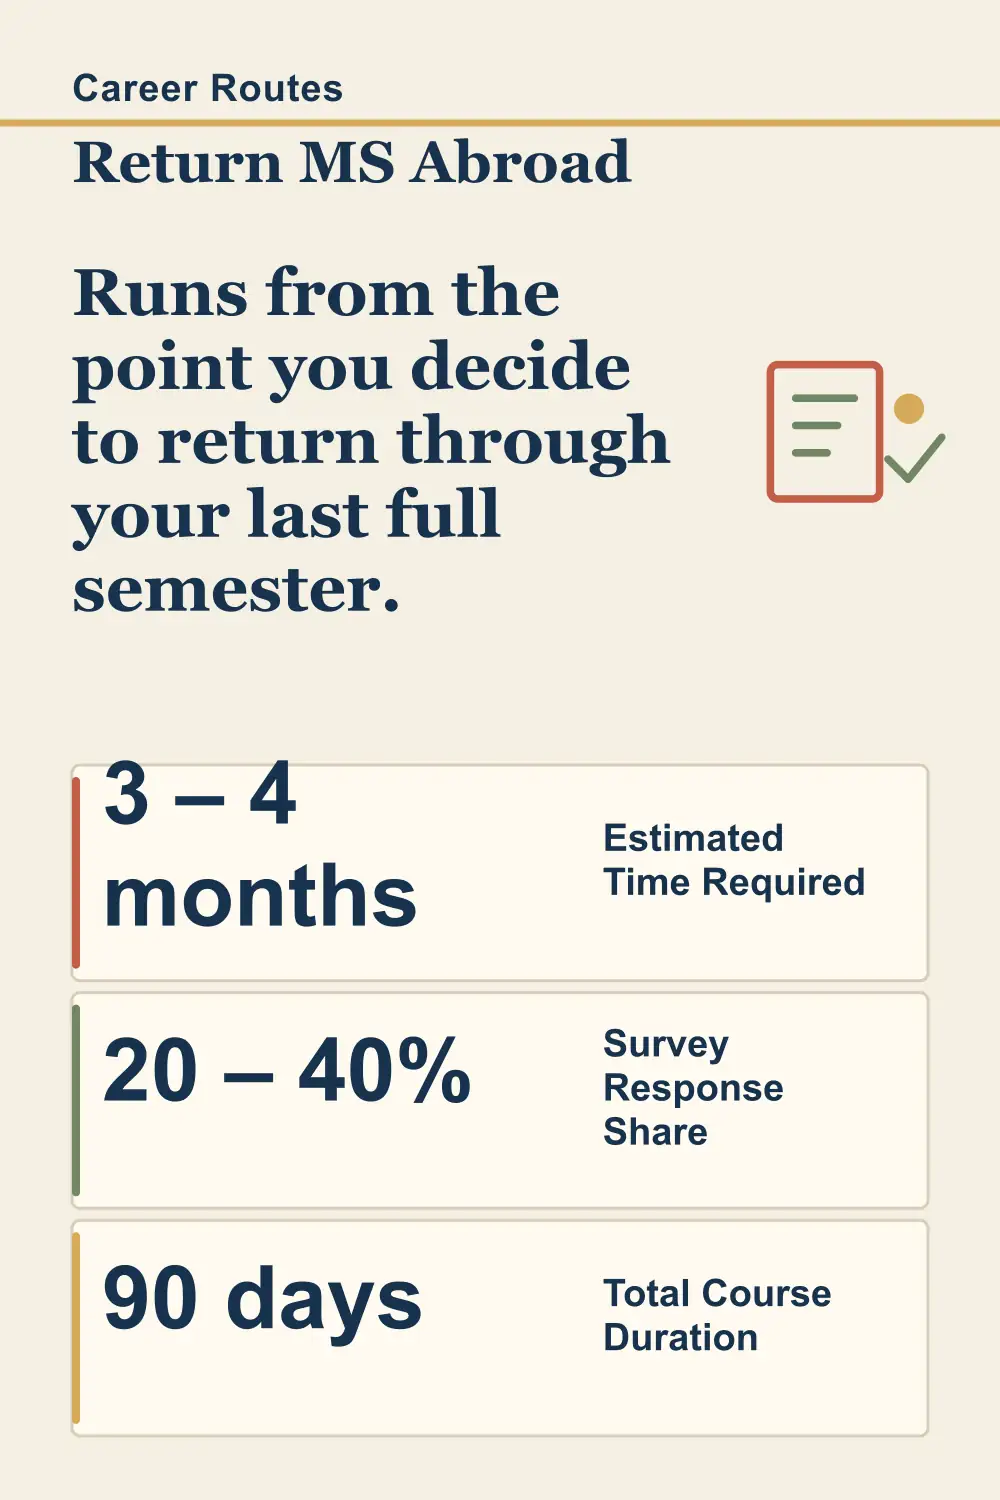 Career Routes
Return MS Abroad
Runs from the
point you decide
to return through
your last full
semester.
3 – 4
months
Estimated
Time Required
20 – 40%
Survey
Response
Share
90 days
Total Course
Duration